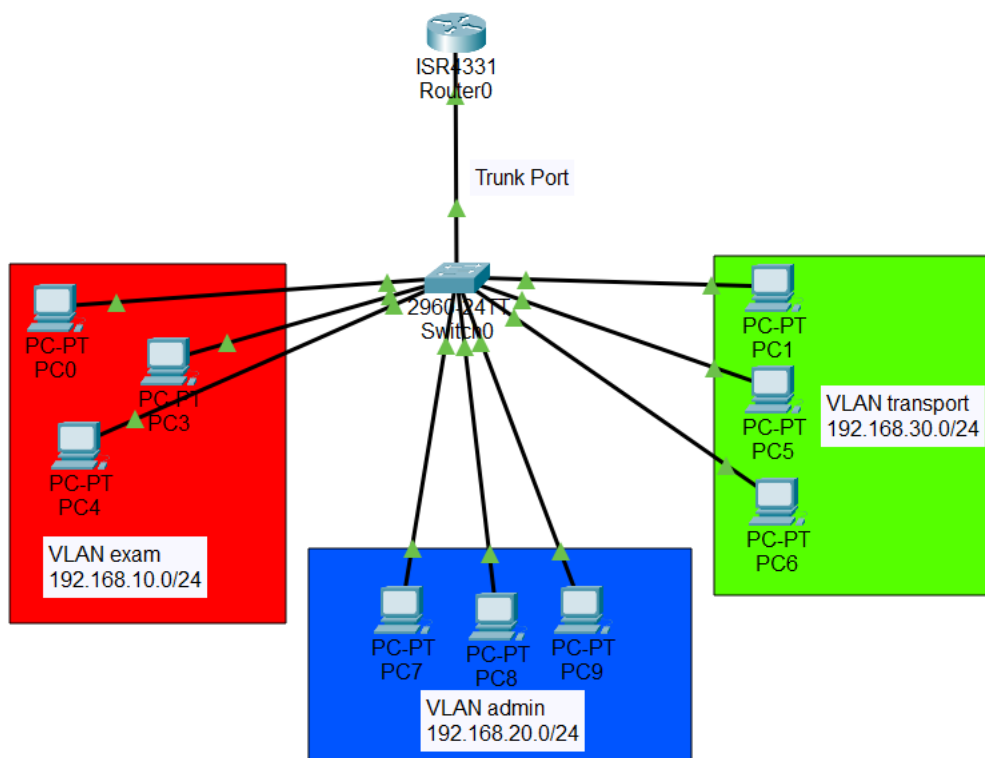 ISR4331
Router0
Trunk Port
2960-24TT
Switch0
PC-PT
PC0
PC-PT
PC3
PC-PT
PC4
VLAN exam
192.168.10.0/24
PC-PT
PC1
PC-PT
PC5
VLAN transport
192.168.30.0/24
PC-PT
PC6
PC-PT
PC7
PC-PT
PC8
PC-PT
PC9
VLAN admin
192.168.20.0/24